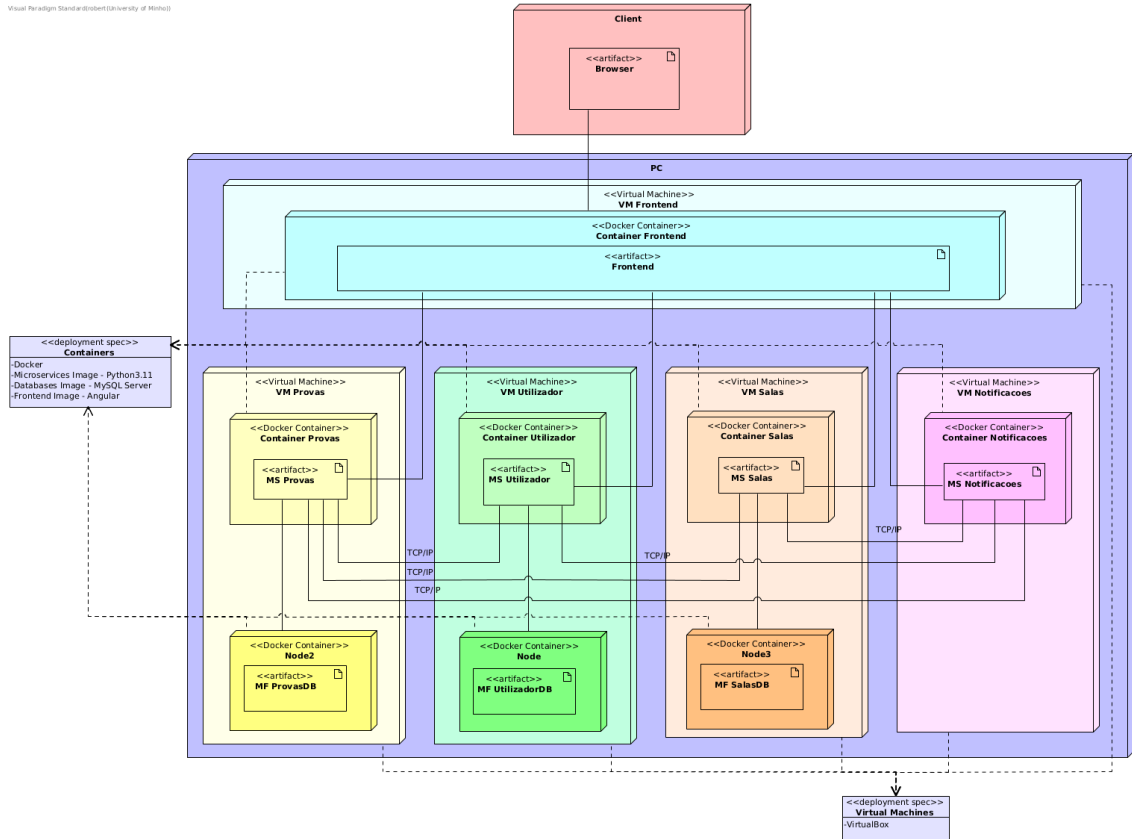 Visual Paradigm Standard(robert(University of Minho))
Client
<<artifact>>
Browser
PC
<<Virtual Machine>>
VM Frontend
<<Docker Container>>
Container Frontend
<<artifact>>
Frontend
<<deployment spec>>
Containers
-Docker
-Microservices Image - Python3.11
-Databases Image - MySQL Server
-Frontend Image - Angular
<<Virtual Machine>>
VM Provas
<<Docker Container>>
Container Provas
<<artifact>>
MS Provas
<<Virtual Machine>>
VM Utilizador
<<Docker Container>>
Container Utilizador
<<artifact>>
MS Utilizador
<<Virtual Machine>>
VM Salas
<<Docker Container>>
Container Salas
<<artifact>>
MS Salas
<<Virtual Machine>>
VM Notificacoes
<<Docker Container>>
Container Notificacoes
<<artifact>>
MS Notificacoes
TCP/IP
TCP/IP
TCP/IP
TCP/IP
TCP/IP
<<Docker Container>>
Node2
<<artifact>>
MF ProvasDB
<<Docker Container>>
Node
<<artifact>>
MF UtilizadorDB
<<Docker Container>>
Node3
<<artifact>>
MF SalasDB
<<deployment spec>>
Virtual Machines
-VirtualBox